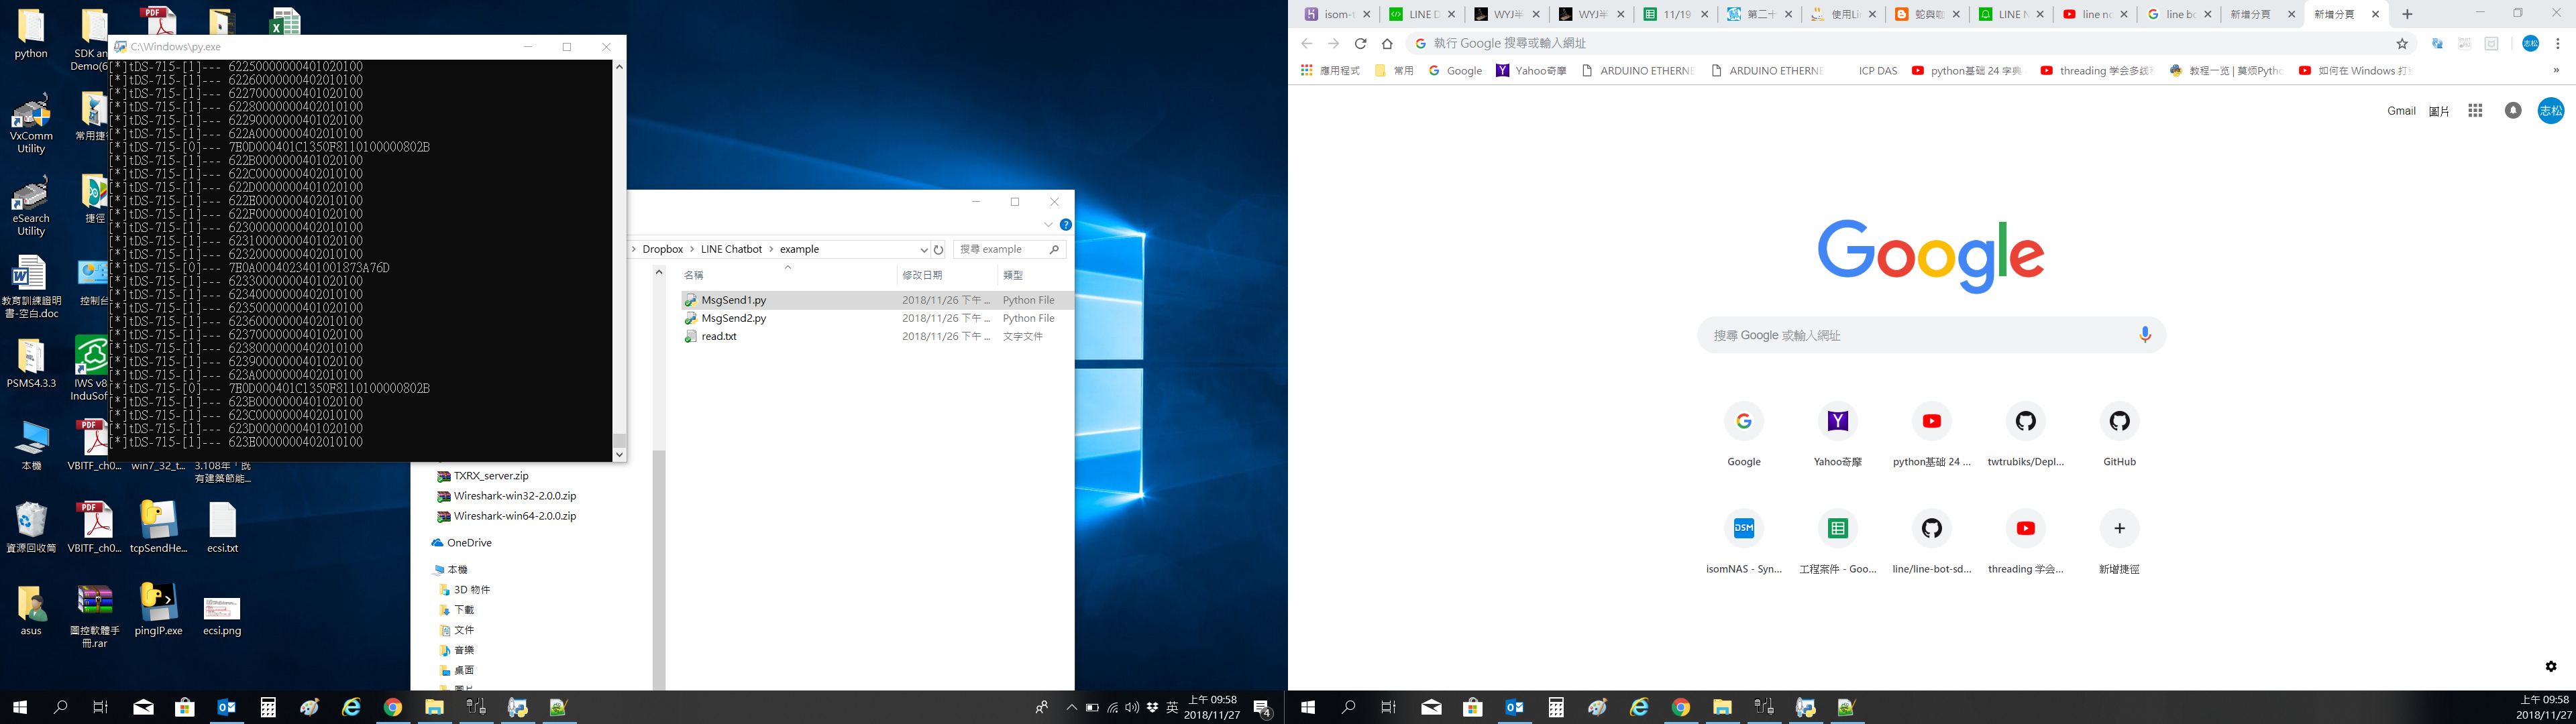 python
SDK an
Demo(6
VxComm
Utility
常用捷徑
eSearch
Utility
捷徑
教育訓練證明
書-空白.doc
控制台
PSMS4.3.3
IWS v8
InduSof
本機
VBITF_ch0...
win7_32_t...
3.108年「既
有建築節能...
資源回收筒
VBITF_ch0...
tcpSendHe...
ecsi.txt
asus
圖控軟體手
冊.rar
pingIP.exe
ecsi.png
C:\Windows\py.exe
[*]tDS-715-[1]--- 6225000000401020100
[*]tDS-715-[1]--- 6226000000402010100
[*]tDS-715-[1]--- 6227000000401020100
[*]tDS-715-[1]--- 6228000000402010100
[*]tDS-715-[1]--- 6229000000401020100
[*]tDS-715-[1]--- 622A000000402010100
[*]tDS-715-[0]--- 7E0D000401C1350F8110100000802B
[*]tDS-715-[1]--- 622B000000401020100
[*]tDS-715-[1]--- 622C000000402010100
[*]tDS-715-[1]--- 622D000000401020100
[*]tDS-715-[1]--- 622E000000402010100
[*]tDS-715-[1]--- 622F000000401020100
[*]tDS-715-[1]--- 6230000000402010100
[*]tDS-715-[1]--- 6231000000401020100
[*]tDS-715-[1]--- 6232000000402010100
[*]tDS-715-[0]--- 7E0A0004023401001873A76D
[*]tDS-715-[1]--- 6233000000401020100
[*]tDS-715-[1]--- 6234000000402010100
[*]tDS-715-[1]--- 6235000000401020100
[*]tDS-715-[1]--- 6236000000402010100
[*]tDS-715-[1]--- 6237000000401020100
[*]tDS-715-[1]--- 6238000000402010100
[*]tDS-715-[1]--- 6239000000401020100
[*]tDS-715-[1]--- 623A000000402010100
[*]tDS-715-[0]--- 7E0D000401C1350F8110100000802B
[*]tDS-715-[1]--- 623B000000401020100
[*]tDS-715-[1]--- 623C000000402010100
[*]tDS-715-[1]--- 623D000000401020100
[*]tDS-715-[1]--- 623E000000402010100
Dropbox > LINE Chatbot > example
搜尋 example
名稱 修改日期 類型
MsgSend1.py 2018/11/26 下午 ... Python File
MsgSend2.py 2018/11/26 下午 ... Python File
read.txt 2018/11/26 下午 ... 文字文件
TXRX_server.zip
Wireshark-win32-2.0.0.zip
Wireshark-win64-2.0.0.zip
OneDrive
本機
3D 物件
下載
文件
音樂
桌面
圖片
英
上午 09:58
2018/11/27
4
isom-t
LINE D
WYJ半
WYJ半
11/19
第二十
使用Lin
蛇與咖
LINE N
line no
line bo
新增分頁
新增分頁
執行 Google 搜尋或輸入網址
志松
應用程式
常用
Google
Yahoo奇摩
ARDUINO ETHERNE
ARDUINO ETHERNE
ICP DAS
python基础 24 字典
threading 学会多线程
教程一览 | 莫烦Pytho
如何在 Windows 打
Gmail
圖片
志松
Google
搜尋 Google 或輸入網址
Google
Yahoo奇摩
python基础 24 ...
twtrubiks/Depl...
GitHub
DSM
isomNAS - Syn...
工程案件 - Goo...
line/line-bot-sd...
threading 学会...
新增捷徑
上午 09:58
2018/11/27